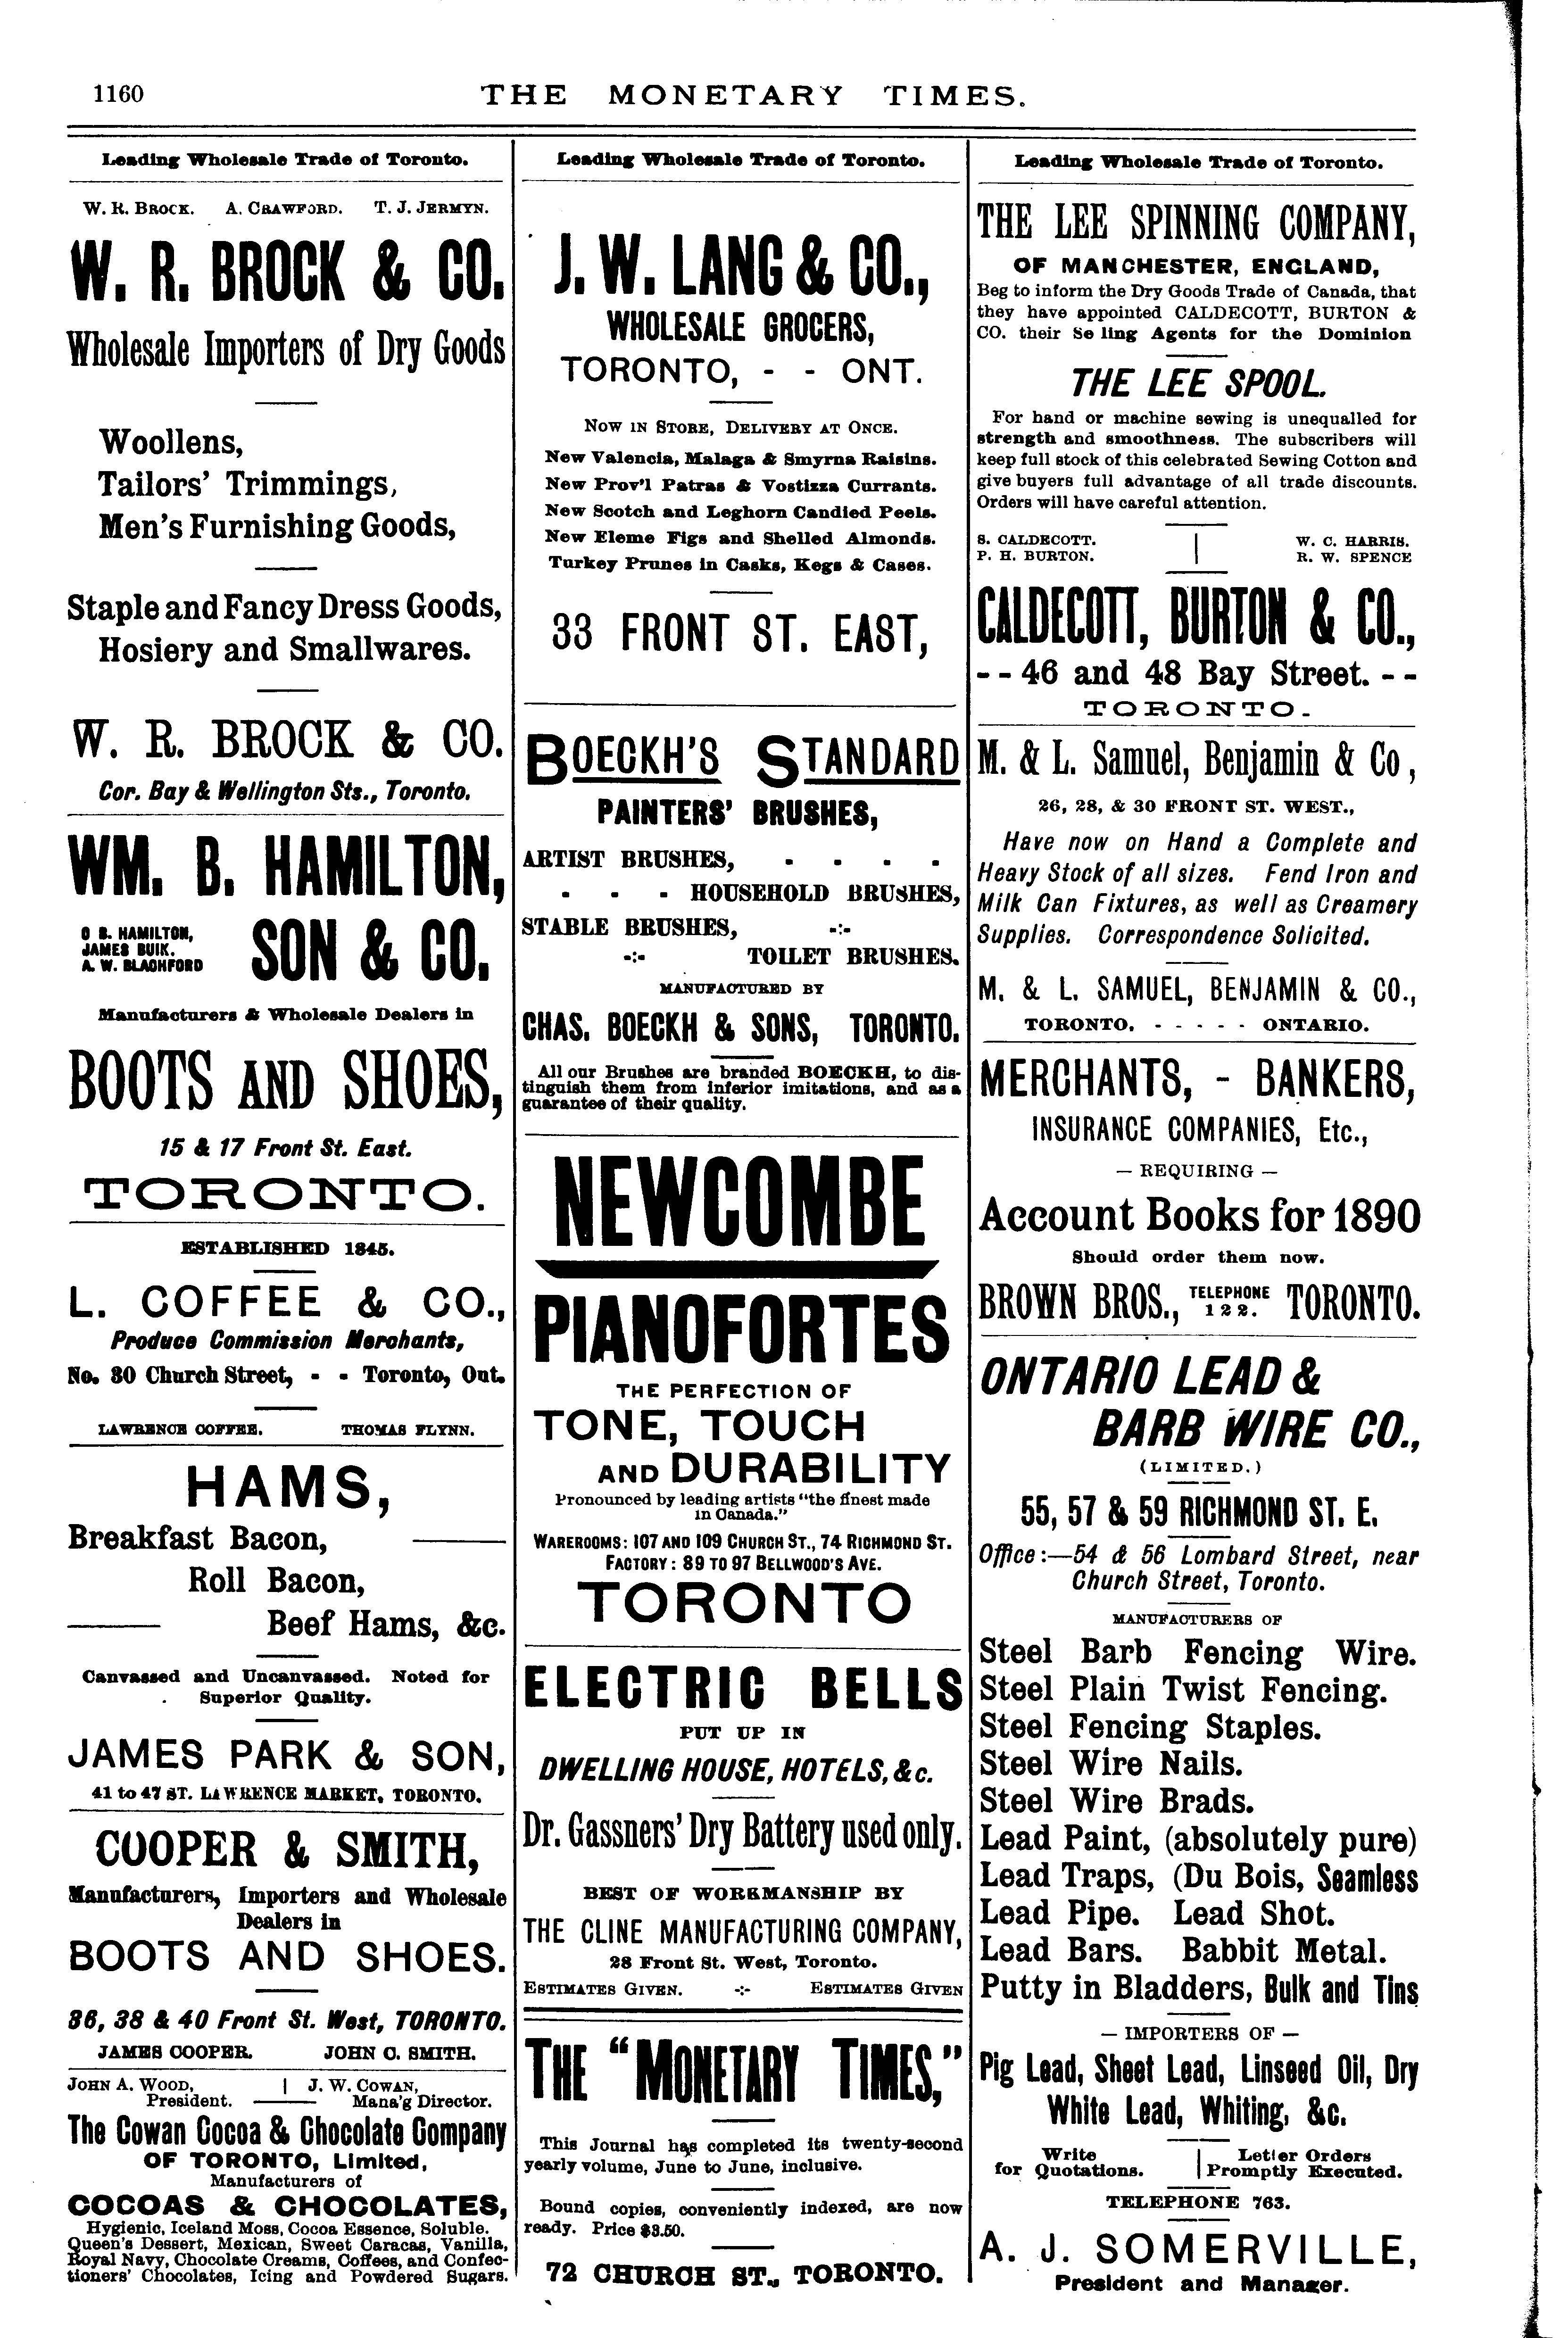 1160
THE MONETARY TIMES.
Leading Wholesale Trade of Toronto.
W. R. BROCK. A. CRAWFORD. T. J. JERMYN.
W. R. BROCK & CO.
Wholesale Importers of Dry Goods
Woollens,
Tailors' Trimmings,
Men's Furnishing Goods,
Staple and Fancy Dress Goods,
Hosiery and Smallwares.
W. R. BROCK & CO.
Cor. Bay & Wellington Sts., Toronto.
WM. B. HAMILTON,
SON & CO.
C B. HAMILTON,
JAMES BUIK.
A. W. BLACHFORD
Manufacturers & Wholesale Dealers in
BOOTS AND SHOES,
15 & 17 Front St. East.
TORONTO.
ESTABLISHED 1845.
L. COFFEE & CO.,
Produce Commission Merchants,
No. 30 Church Street, - - Toronto, Ont.
LAWRENCE COFFEE. THOMAS FLYNN.
HAMS,
Breakfast Bacon,
Roll Bacon,
Beef Hams, &c.
Canvassed and Uncanvassed. Noted for
Superior Quality.
JAMES PARK & SON,
41 to 47 ST. LAWRENCE MARKET, TORONTO.
COOPER & SMITH,
Manufacturers, Importers and Wholesale
Dealers in
BOOTS AND SHOES.
36, 38 & 40 Front St. West, TORONTO.
JAMES COOPER. JOHN C. SMITH.
JOHN A. WOOD, | J. W. COWAN,
President. Mana'g Director.
The Cowan Cocoa & Chocolate Company
OF TORONTO, Limited,
Manufacturers of
COCOAS & CHOCOLATES,
Hygienic, Iceland Moss, Cocoa Essence, Soluble.
Queen's Dessert, Mexican, Sweet Caracas, Vanilla,
Royal Navy, Chocolate Creams, Coffees, and Confec-
tioners' Chocolates, Icing and Powdered Sugars.
Leading Wholesale Trade of Toronto.
J. W. LANG & CO.,
WHOLESALE GROCERS,
TORONTO, - - ONT.
NOW IN STORE, DELIVERY AT ONCE.
New Valencia, Malaga & Smyrna Raisins.
New Prov'l Patras & Vostizza Currants.
New Scotch and Leghorn Candied Peels.
New Eleme Figs and Shelled Almonds.
Turkey Prunes in Casks, Kegs & Cases.
33 FRONT ST. EAST,
BOECKH'S STANDARD
PAINTERS' BRUSHES,
ARTIST BRUSHES, - - - -
- - - HOUSEHOLD BRUSHES,
STABLE BRUSHES, -:-
-:- TOILET BRUSHES.
MANUFACTURED BY
CHAS. BOECKH & SONS, TORONTO.
All our Brushes are branded BOECKH, to dis-
tinguish them from inferior imitations, and as a
guarantee of their quality.
NEWCOMBE
PIANOFORTES
THE PERFECTION OF
TONE, TOUCH
AND DURABILITY
Pronounced by leading artists "the finest made
in Canada."
WAREROOMS: 107 AND 109 CHURCH ST., 74 RICHMOND ST.
FACTORY: 89 TO 97 BELLWOOD'S AVE.
TORONTO
ELECTRIC BELLS
PUT UP IN
DWELLING HOUSE, HOTELS, &c.
Dr. Gassners' Dry Battery used only.
BEST OF WORKMANSHIP BY
THE CLINE MANUFACTURING COMPANY,
28 Front St. West, Toronto.
ESTIMATES GIVEN. -:- ESTIMATES GIVEN
THE "MONETARY TIMES,"
This Journal has completed its twenty-second
yearly volume, June to June, inclusive.
Bound copies, conveniently indexed, are now
ready. Price $3.50.
72 CHURCH ST., TORONTO.
Leading Wholesale Trade of Toronto.
THE LEE SPINNING COMPANY,
OF MANCHESTER, ENGLAND,
Beg to inform the Dry Goods Trade of Canada, that
they have appointed CALDECOTT, BURTON &
CO. their Se ling Agents for the Dominion
THE LEE SPOOL.
For hand or machine sewing is unequalled for
strength and smoothness. The subscribers will
keep full stock of this celebrated Sewing Cotton and
give buyers full advantage of all trade discounts.
Orders will have careful attention.
S. CALDECOTT. | W. C. HARRIS.
P. H. BURTON. R. W. SPENCE
CALDECOTT, BURTON & CO.,
- - 46 and 48 Bay Street. - -
TORONTO.
M. & L. Samuel, Benjamin & Co,
26, 28, & 30 FRONT ST. WEST.,
Have now on Hand a Complete and
Heavy Stock of all sizes. Fend Iron and
Milk Can Fixtures, as well as Creamery
Supplies. Correspondence Solicited.
M. & L. SAMUEL, BENJAMIN & CO.,
TORONTO. - - - - - ONTARIO.
MERCHANTS, - BANKERS,
INSURANCE COMPANIES, Etc.,
— REQUIRING —
Account Books for 1890
Should order them now.
BROWN BROS., TELEPHONE 122. TORONTO.
ONTARIO LEAD &
BARB WIRE CO.,
(LIMITED.)
55, 57 & 59 RICHMOND ST. E.
Office:—54 & 56 Lombard Street, near
Church Street, Toronto.
MANUFACTURERS OF
Steel Barb Fencing Wire.
Steel Plain Twist Fencing.
Steel Fencing Staples.
Steel Wire Nails.
Steel Wire Brads.
Lead Paint, (absolutely pure)
Lead Traps, (Du Bois, Seamless
Lead Pipe. Lead Shot.
Lead Bars. Babbit Metal.
Putty in Bladders, Bulk and Tins
— IMPORTERS OF —
Pig Lead, Sheet Lead, Linseed Oil, Dry
White Lead, Whiting, &c.
Write | Letter Orders
for Quotations. Promptly Executed.
TELEPHONE 763.
A. J. SOMERVILLE,
President and Manager.